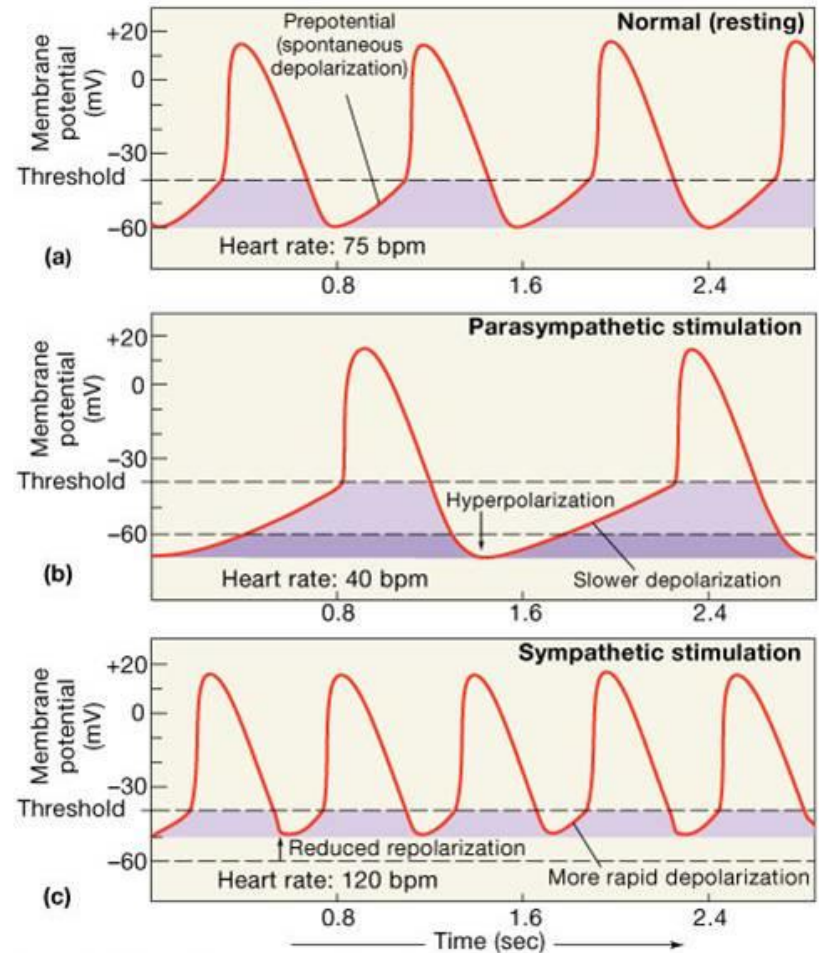 Normal (resting)
Prepotential
(spontaneous
depolarization)
Membrane
potential
(mV)
+20
0
–30
Threshold
–60
(a)
Heart rate: 75 bpm
0.8 1.6 2.4
Parasympathetic stimulation
Membrane
potential
(mV)
+20
0
–30
Threshold
–60
Hyperpolarization
Slower depolarization
(b)
Heart rate: 40 bpm
0.8 1.6 2.4
Sympathetic stimulation
Membrane
potential
(mV)
+20
0
–30
Threshold
–60
Reduced repolarization
More rapid depolarization
(c)
Heart rate: 120 bpm
0.8 1.6 2.4
Time (sec)